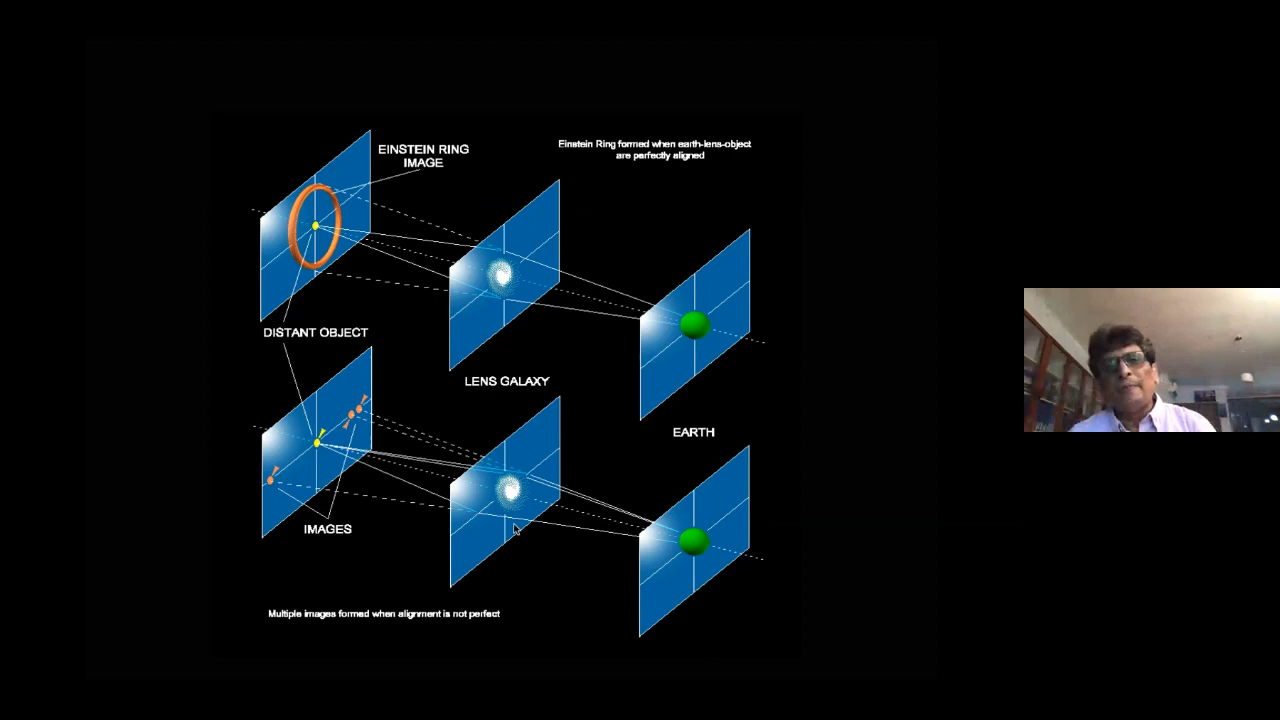 EINSTEIN RING
IMAGE
Einstein Ring formed when earth-lens-object
are perfectly aligned
DISTANT OBJECT
LENS GALAXY
EARTH
IMAGES
Multiple images formed when alignment is not perfect